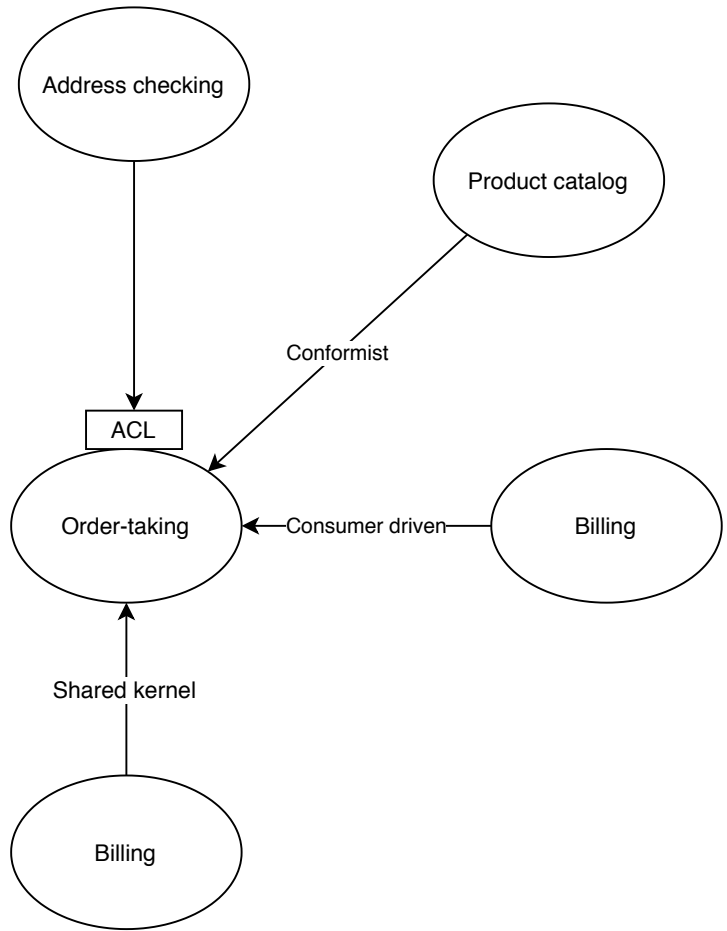 Address checking
Product catalog
Conformist
ACL
Order-taking
Consumer driven
Billing
Shared kernel
Billing